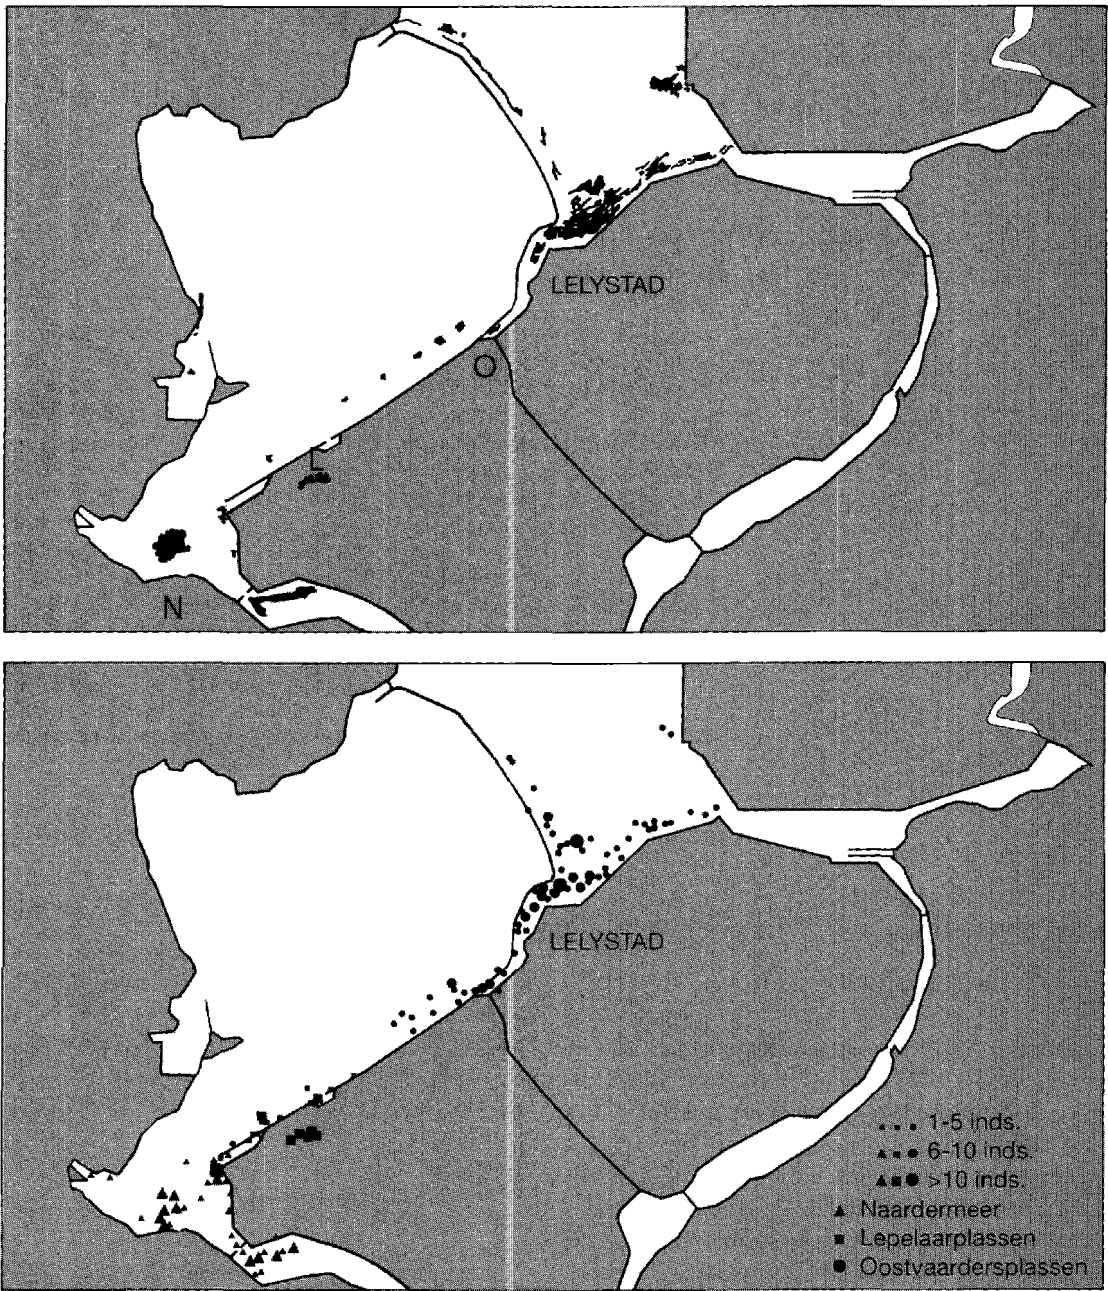 LELYSTAD
O
L
N
LELYSTAD
1-5 inds.
6-10 inds.
>10 inds.
Naardermeer
Lepelaarplassen
Oostvaardersplassen